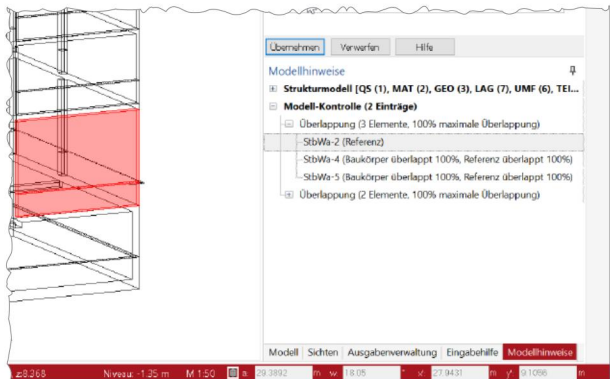 Übernehmen Verwerfen Hilfe
Modellhinweise
Strukturmodell [QS (1), MAT (2), GEO (3), LAG (7), UMF (6), TEI...
Modell-Kontrolle (2 Einträge)
Überlappung (3 Elemente, 100% maximale Überlappung)
StbWa-2 (Referenz)
StbWa-4 (Baukörper überlappt 100%, Referenz überlappt 100%)
StbWa-5 (Baukörper überlappt 100%, Referenz überlappt 100%)
Überlappung (2 Elemente, 100% maximale Überlappung)
Modell Sichten Ausgabenverwaltung Eingabehilfe Modellhinweise
z:8.368 Niveau: -1.35 m M 1:50 a: 29.3892 m w: 18.05 ° x': 27.9431 m y': 9.1086 m